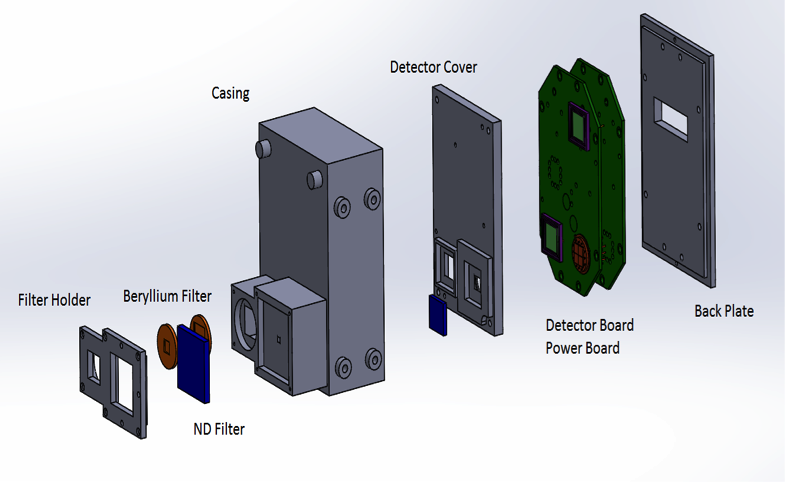 Detector Cover
Casing
Filter Holder
Beryllium Filter
Detector Board
Power Board
Back Plate
ND Filter